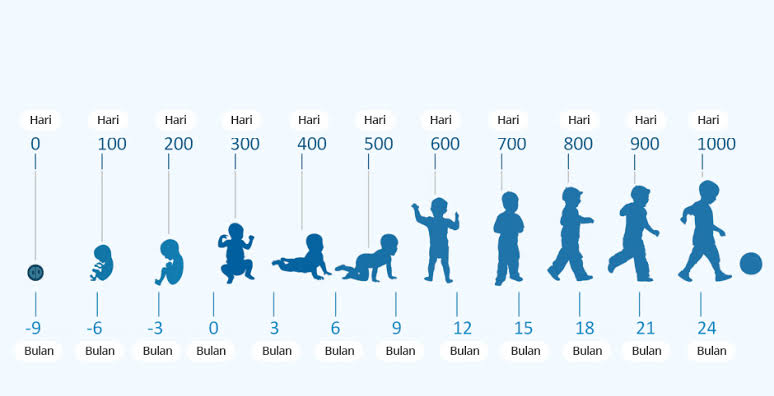 Hari Hari Hari Hari Hari Hari Hari Hari Hari Hari Hari
0 100 200 300 400 500 600 700 800 900 1000
-9 -6 -3 0 3 6 9 12 15 18 21 24
Bulan Bulan Bulan Bulan Bulan Bulan Bulan Bulan Bulan Bulan Bulan Bulan